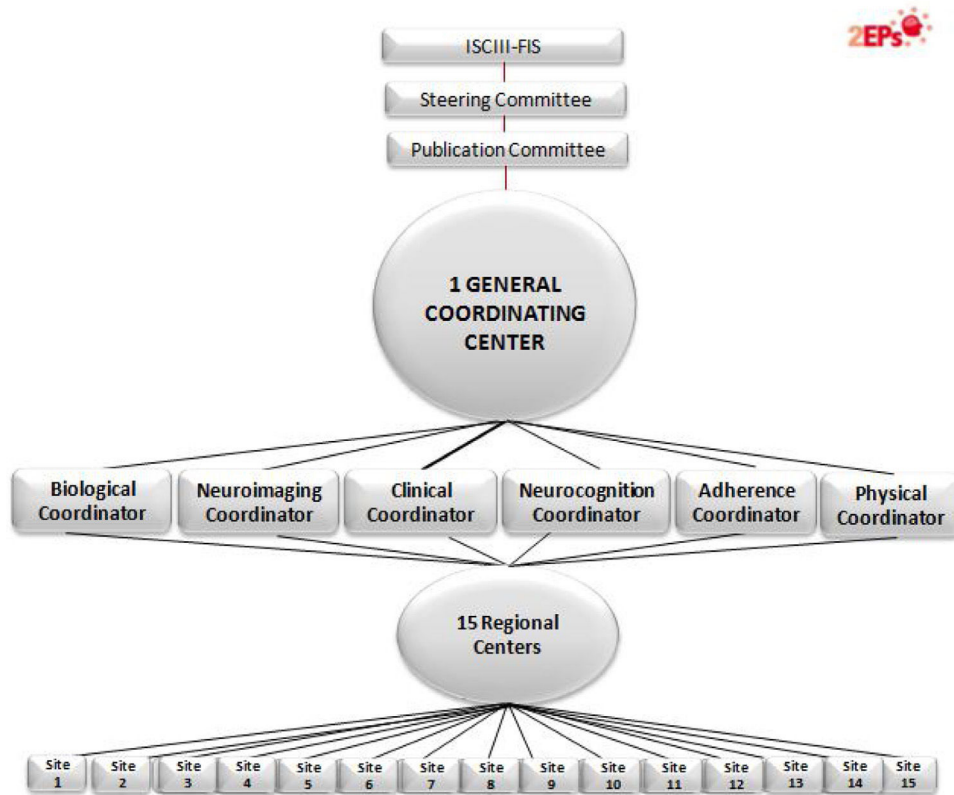 2EPs
ISCIII-FIS
Steering Committee
Publication Committee
1 GENERAL
COORDINATING
CENTER
Biological
Coordinator
Neuroimaging
Coordinator
Clinical
Coordinator
Neurocognition
Coordinator
Adherence
Coordinator
Physical
Coordinator
15 Regional
Centers
Site
1
Site
2
Site
3
Site
4
Site
5
Site
6
Site
7
Site
8
Site
9
Site
10
Site
11
Site
12
Site
13
Site
14
Site
15